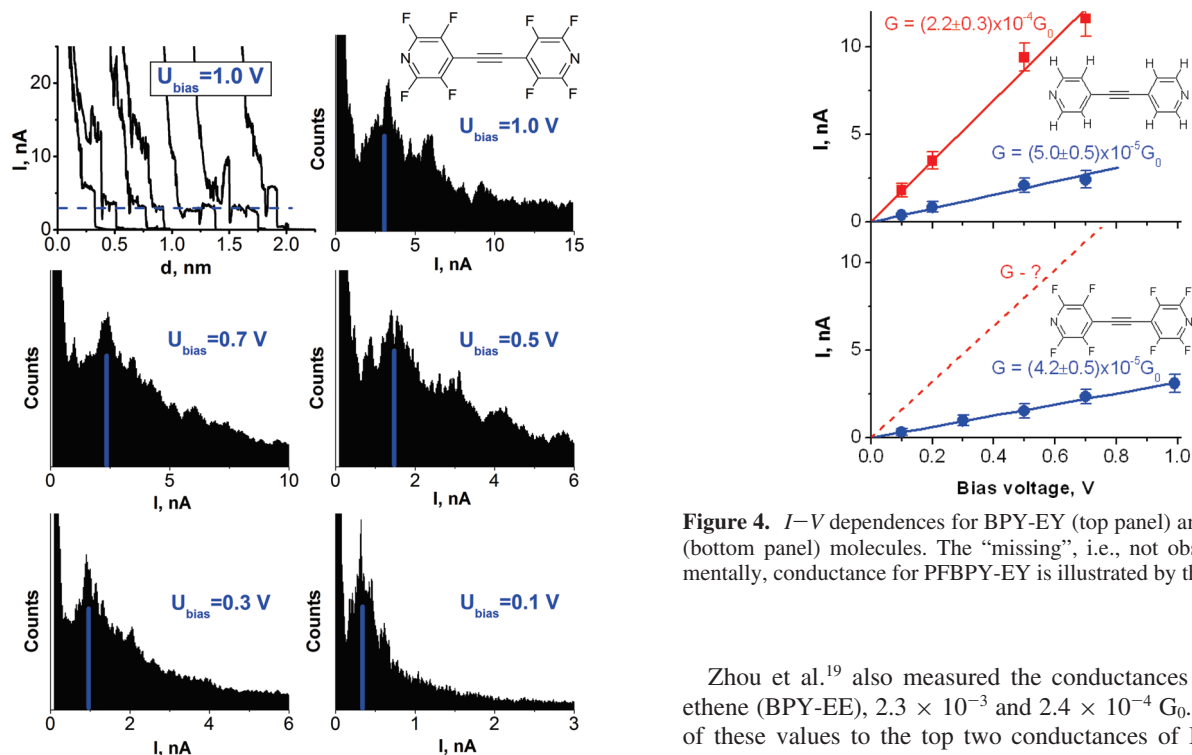 U_bias=1.0 V
I, nA
20
10
0
0.0 0.5 1.0 1.5 2.0
d, nm
F F F F
N N
F F F F
U_bias=1.0 V
Counts
0 5 10 15
I, nA
U_bias=0.7 V
Counts
0 5 10
I, nA
U_bias=0.5 V
Counts
0 2 4 6
I, nA
U_bias=0.3 V
Counts
0 2 4 6
I, nA
U_bias=0.1 V
Counts
0 1 2 3
I, nA
G = (2.2±0.3)x10⁻⁴G₀
H H H H
N N
H H H H
G = (5.0±0.5)x10⁻⁵G₀
I, nA
10
5
0
G - ?
F F F F
N N
F F F F
G = (4.2±0.5)x10⁻⁵G₀
I, nA
10
5
0
0.0 0.2 0.4 0.6 0.8 1.0
Bias voltage, V
Figure 4. I−V dependences for BPY-EY (top panel) an
(bottom panel) molecules. The “missing”, i.e., not obs
mentally, conductance for PFBPY-EY is illustrated by th
Zhou et al.¹⁹ also measured the conductances
ethene (BPY-EE), 2.3 × 10⁻³ and 2.4 × 10⁻⁴ G₀.
of these values to the top two conductances of